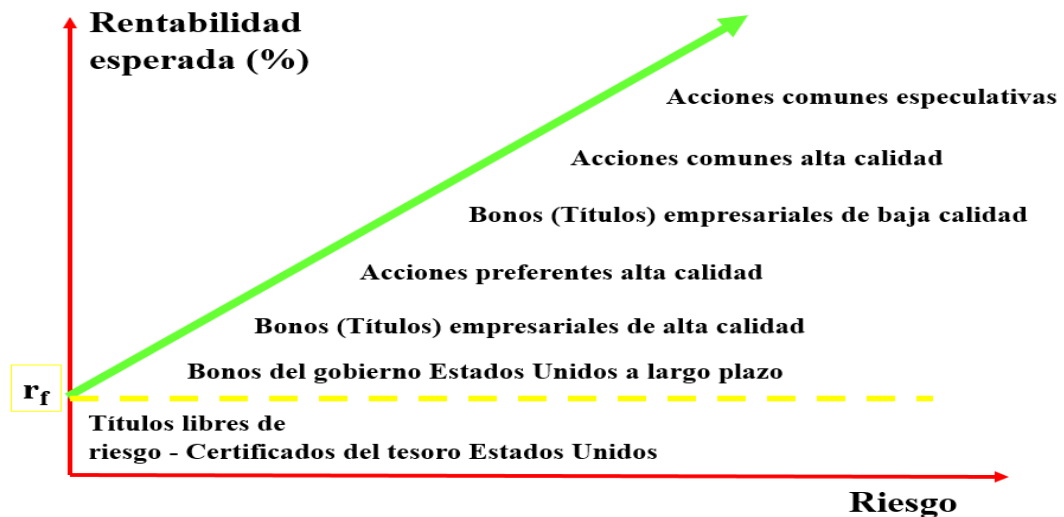 Rentabilidad
esperada (%)
Acciones comunes especulativas
Acciones comunes alta calidad
Bonos (Títulos) empresariales de baja calidad
Acciones preferentes alta calidad
Bonos (Títulos) empresariales de alta calidad
Bonos del gobierno Estados Unidos a largo plazo
rf
Títulos libres de
riesgo - Certificados del tesoro Estados Unidos
Riesgo